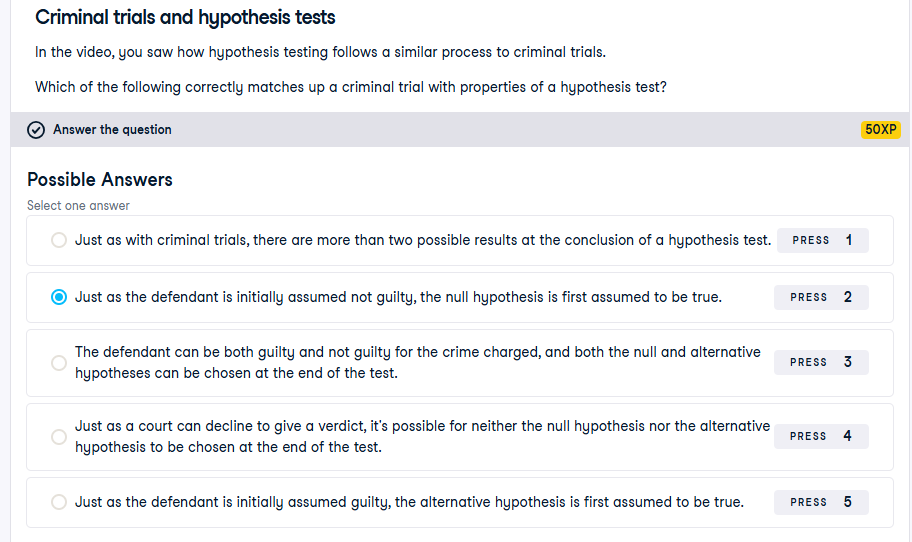 Criminal trials and hypothesis tests
In the video, you saw how hypothesis testing follows a similar process to criminal trials.
Which of the following correctly matches up a criminal trial with properties of a hypothesis test?
Answer the question
50XP
Possible Answers
Select one answer
Just as with criminal trials, there are more than two possible results at the conclusion of a hypothesis test.
PRESS 1
Just as the defendant is initially assumed not guilty, the null hypothesis is first assumed to be true.
PRESS 2
The defendant can be both guilty and not guilty for the crime charged, and both the null and alternative
hypotheses can be chosen at the end of the test.
PRESS 3
Just as a court can decline to give a verdict, it's possible for neither the null hypothesis nor the alternative
hypothesis to be chosen at the end of the test.
PRESS 4
Just as the defendant is initially assumed guilty, the alternative hypothesis is first assumed to be true.
PRESS 5